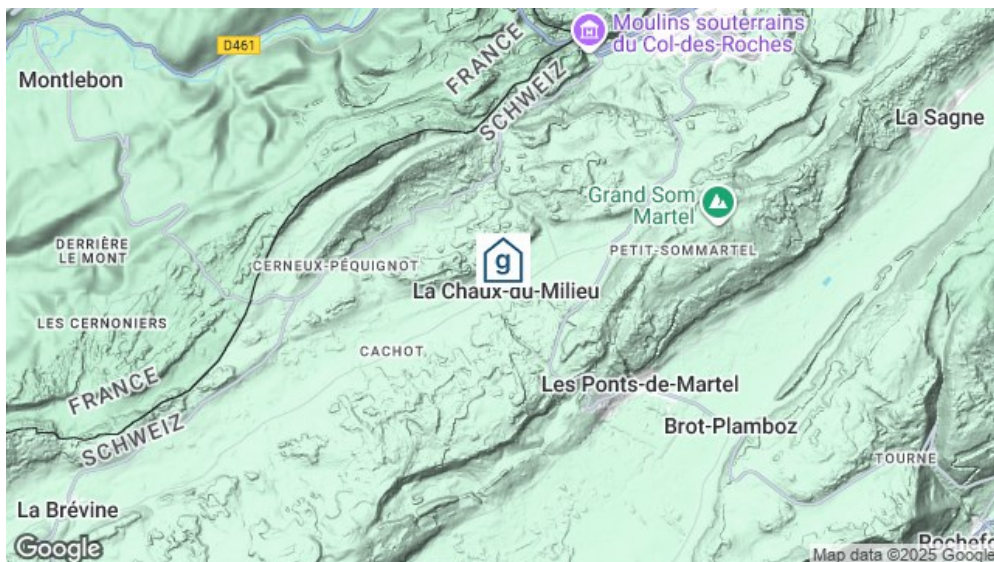 Moulins souterrains
du Col-des-Roches
D461
FRANCE
Montlebon
SCHWEIZ
La Sagne
Grand Som
Martel
DERRIÈRE
LE MONT
PETIT-SOMMARTEL
CERNEUX-PÉQUIGNOT
g
La Chaux-du-Milieu
LES CERNONIERS
CACHOT
FRANCE
Les Ponts-de-Martel
SCHWEIZ
Brot-Plamboz
TOURNE
La Brévine
Google
Map data ©2025 Google